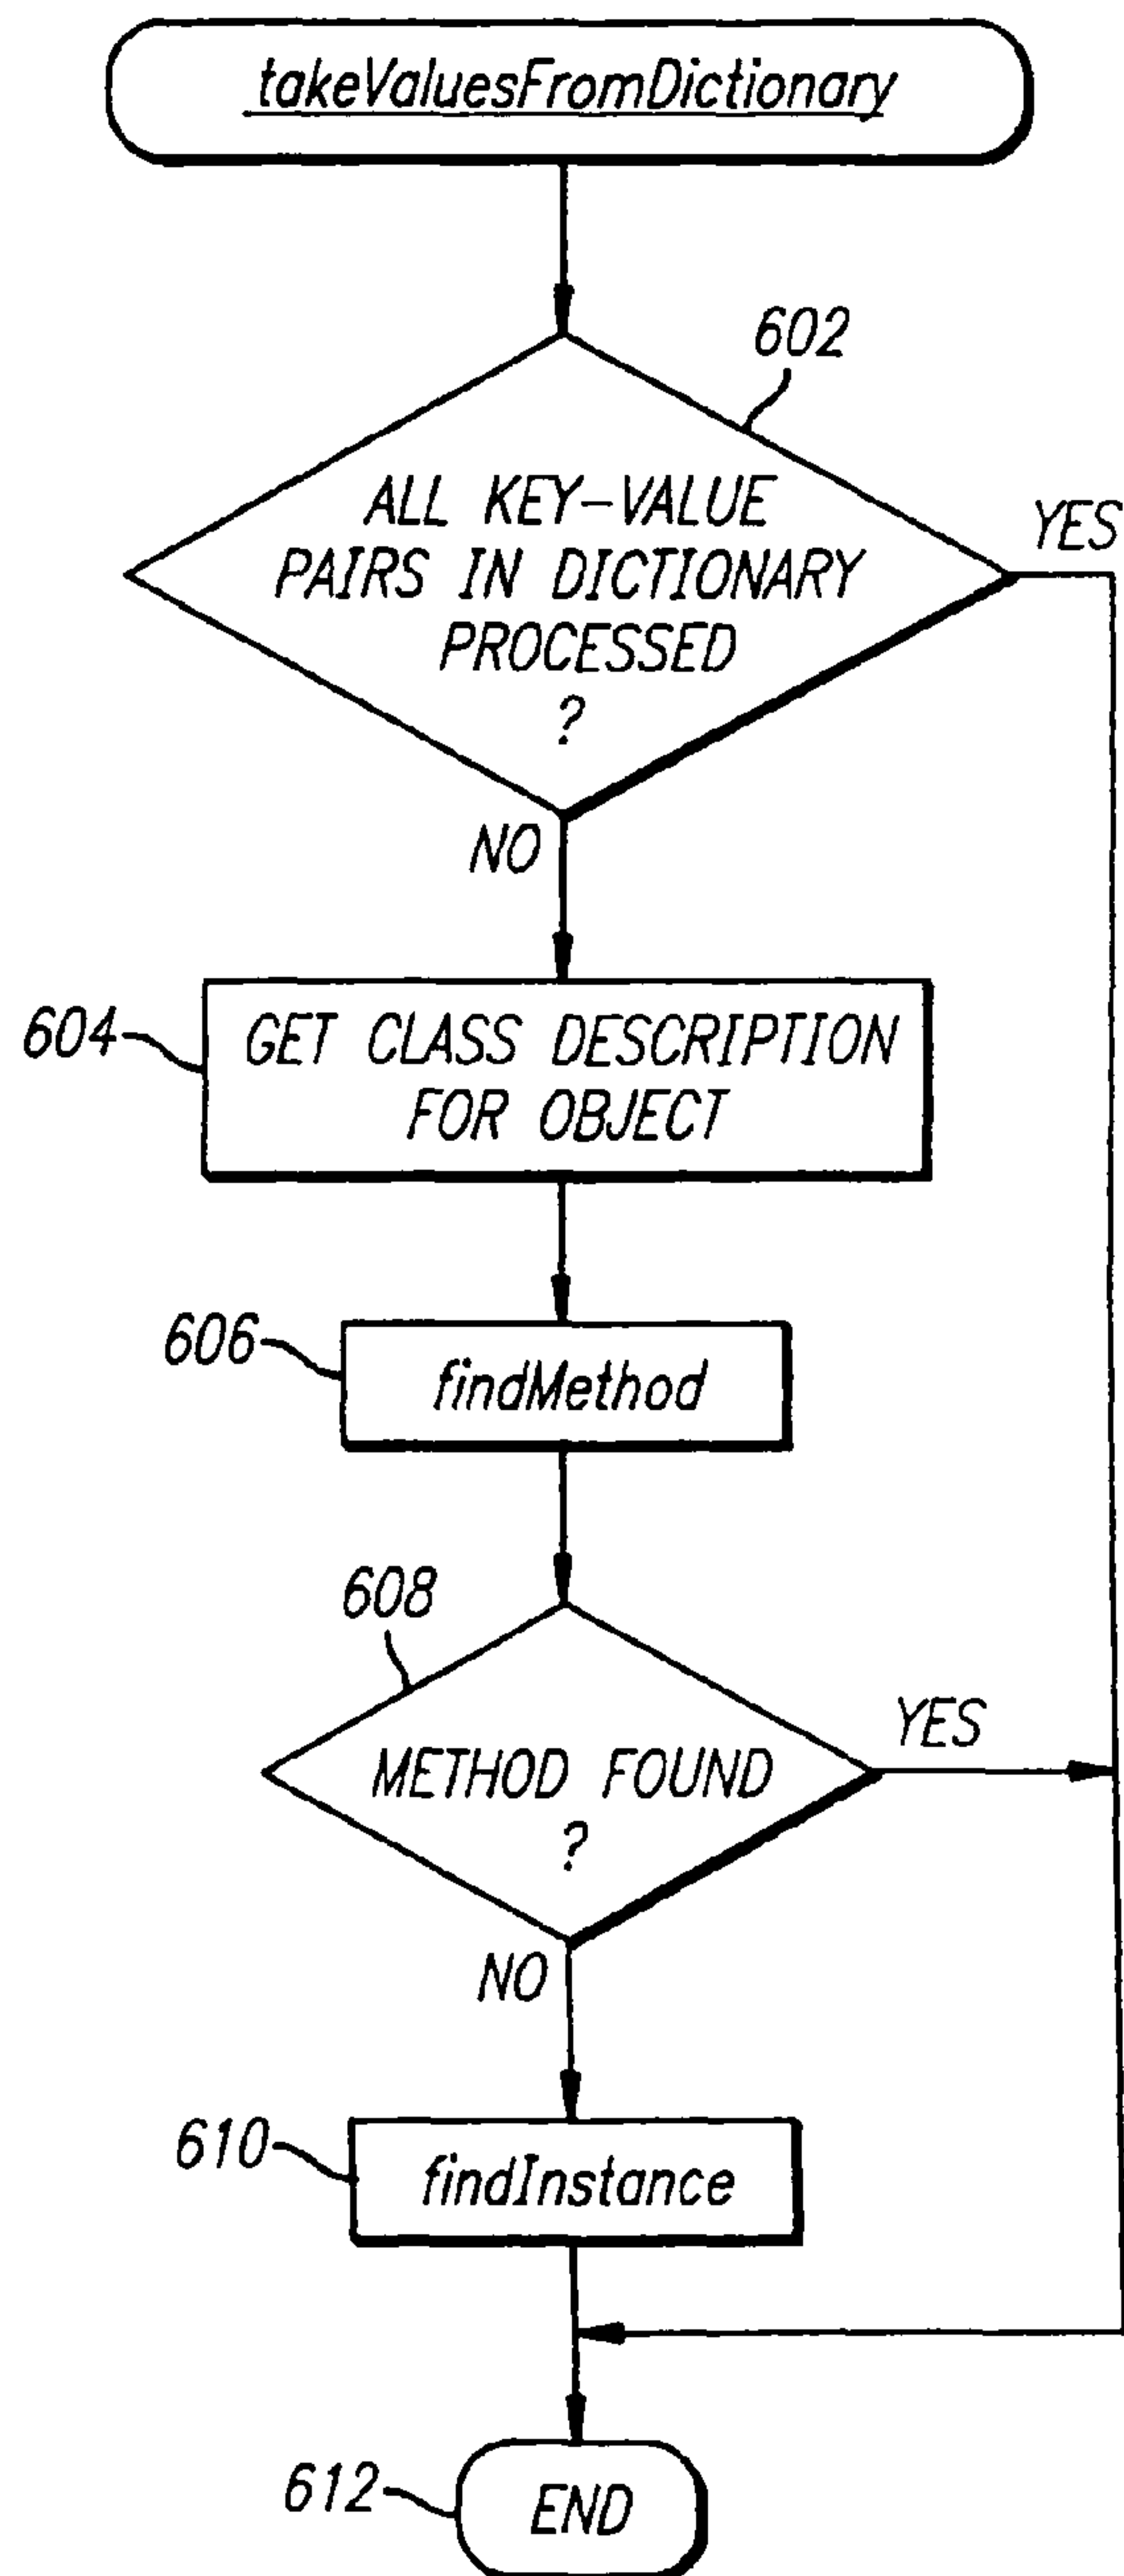 takeValuesFromDictionary
602
ALL KEY-VALUE
PAIRS IN DICTIONARY
PROCESSED
?
YES
NO
604
GET CLASS DESCRIPTION
FOR OBJECT
606
findMethod
608
METHOD FOUND
?
YES
NO
610
findInstance
612
END